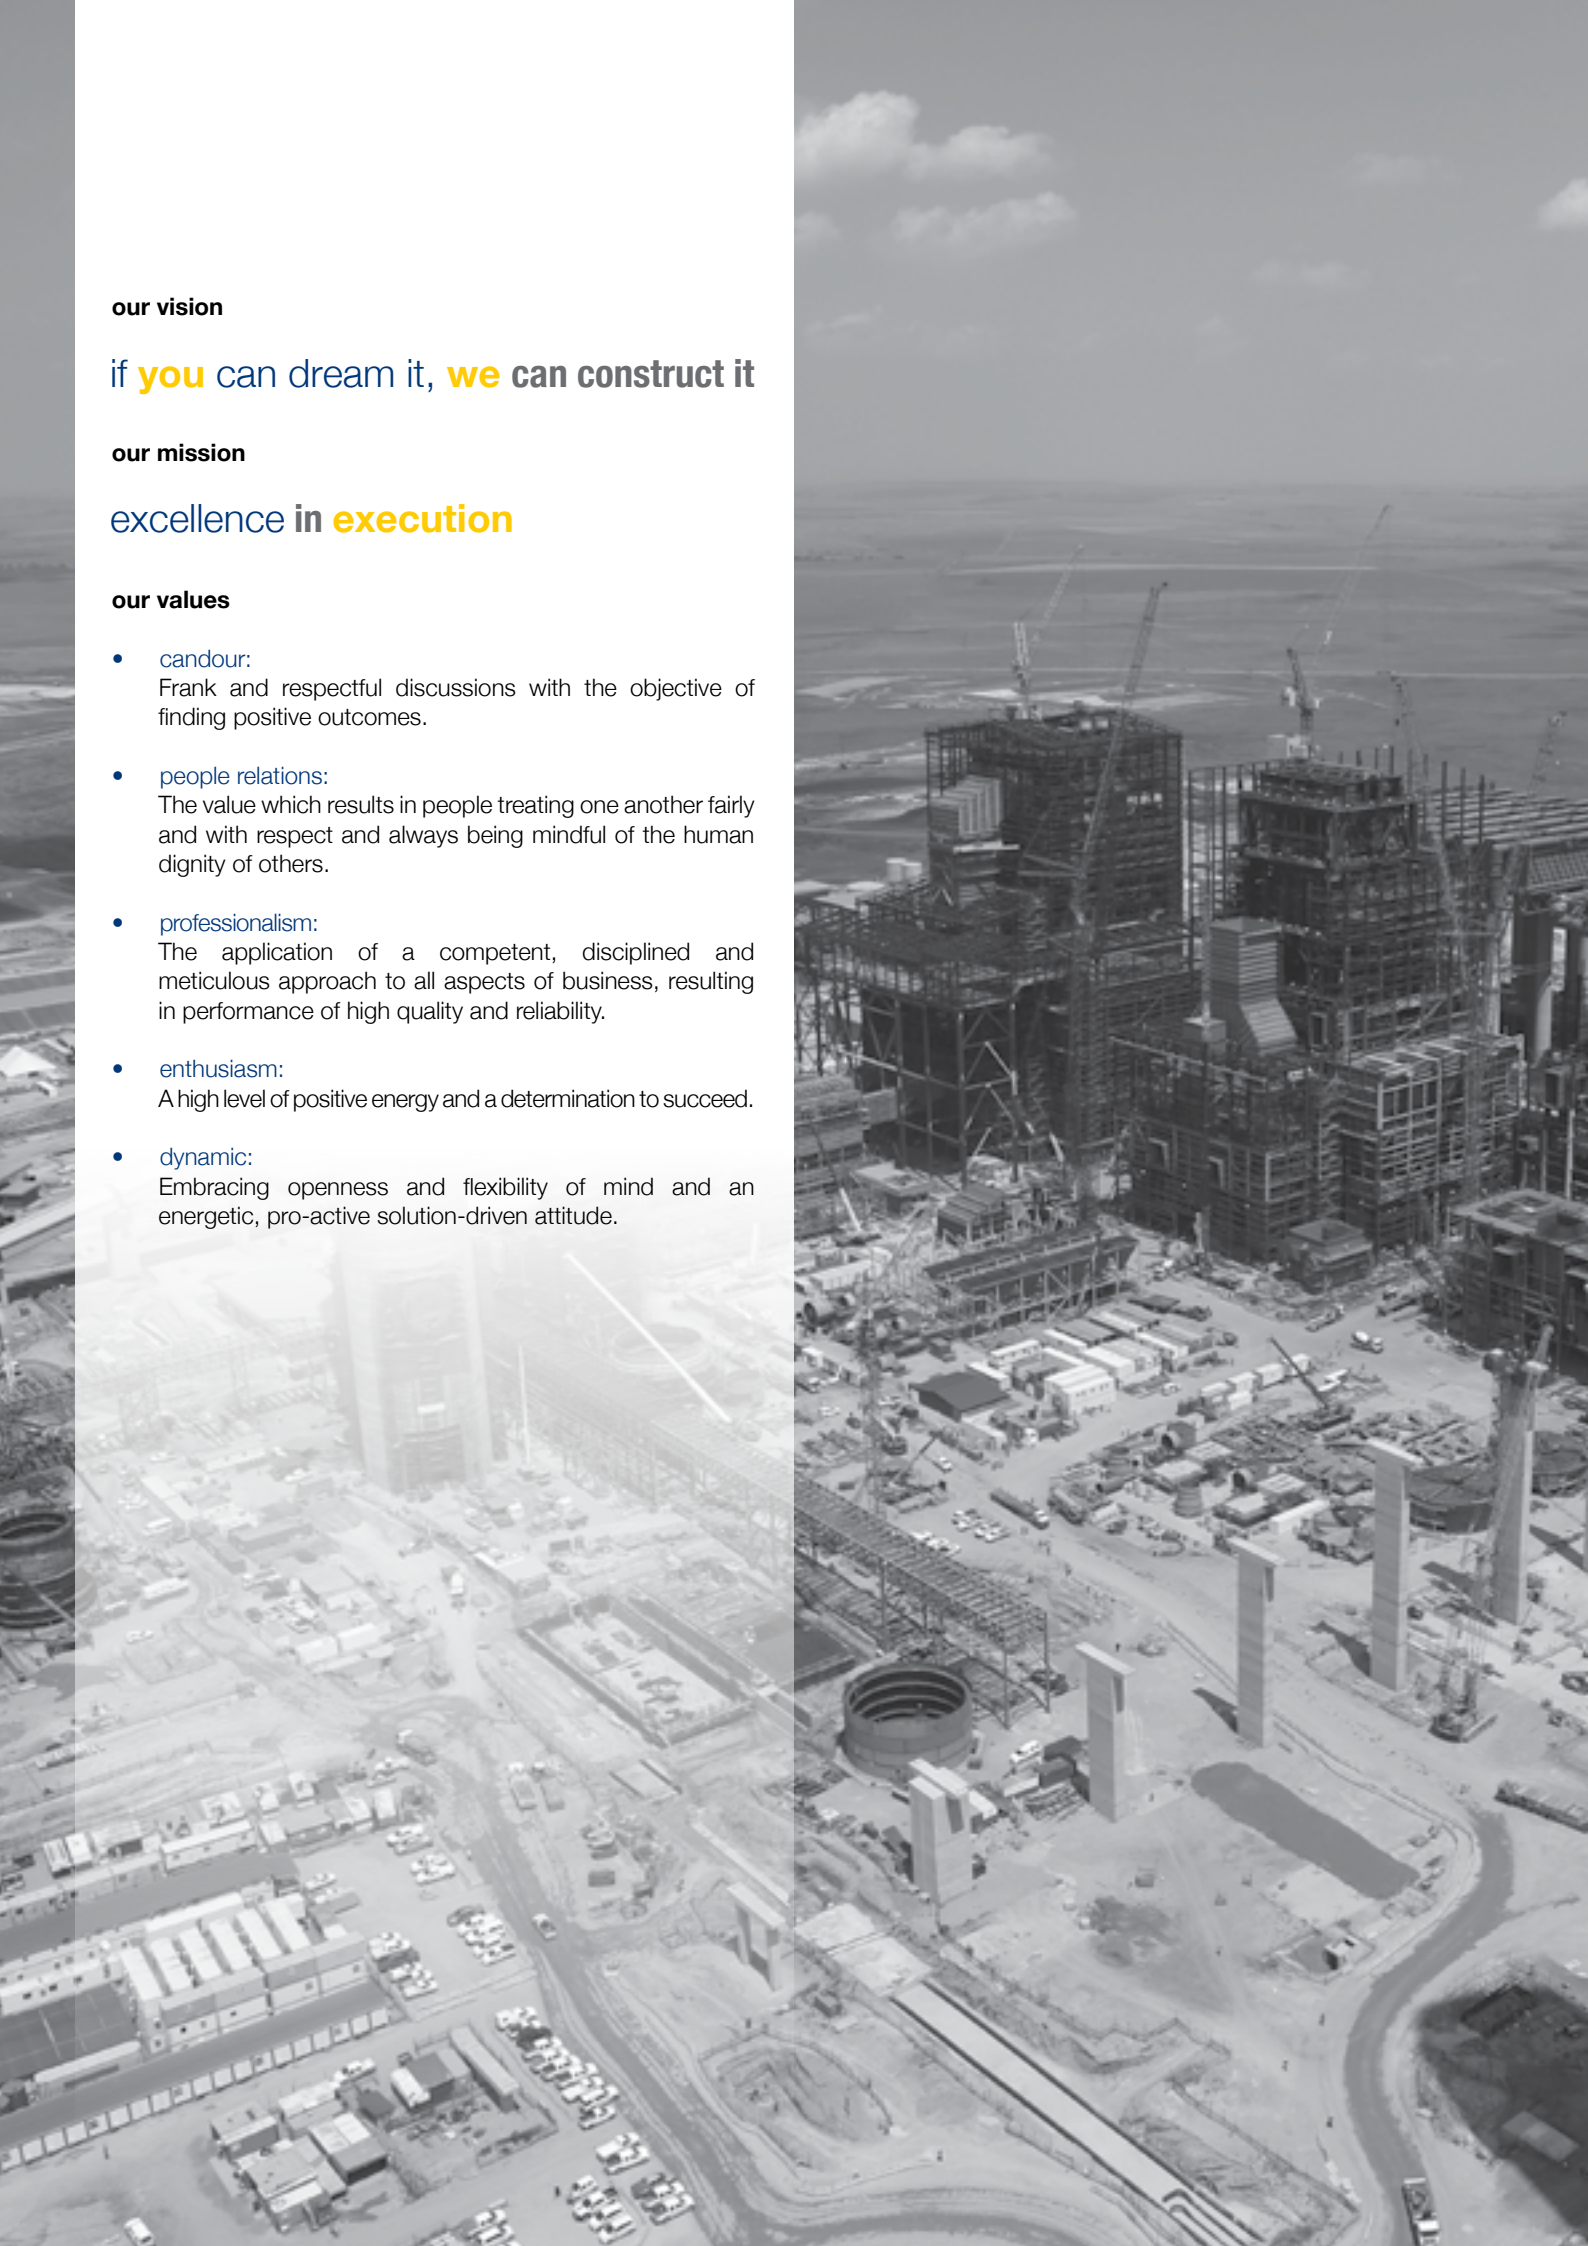 our vision
if you can dream it, we can construct it
our mission
excellence in execution
our values
• candour:
Frank and respectful discussions with the objective of
finding positive outcomes.
• people relations:
The value which results in people treating one another fairly
and with respect and always being mindful of the human
dignity of others.
• professionalism:
The application of a competent, disciplined and
meticulous approach to all aspects of business, resulting
in performance of high quality and reliability.
• enthusiasm:
A high level of positive energy and a determination to succeed.
• dynamic:
Embracing openness and flexibility of mind and an
energetic, pro-active solution-driven attitude.